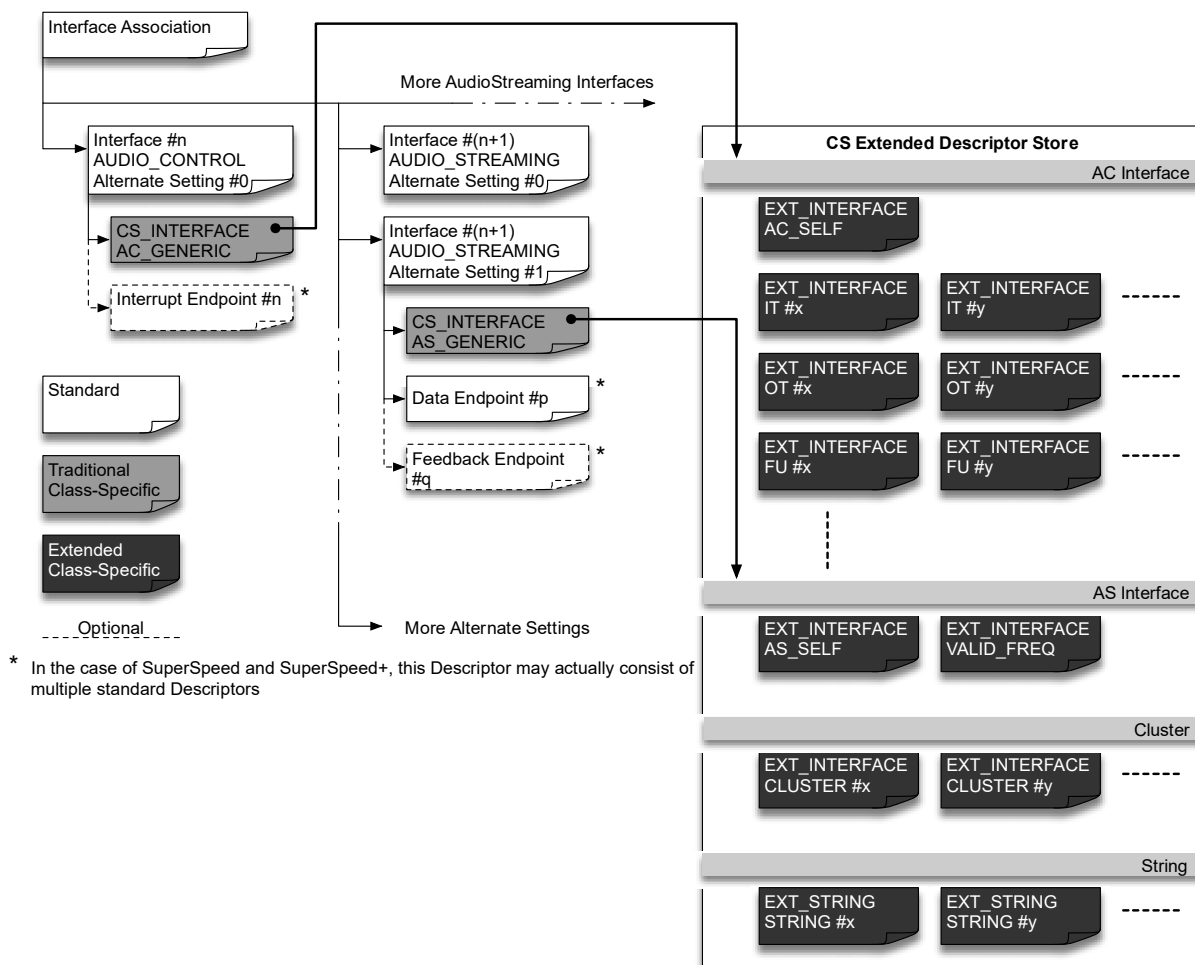 Interface Association
More AudioStreaming Interfaces
Interface #n
AUDIO_CONTROL
Alternate Setting #0
CS_INTERFACE
AC_GENERIC
Interrupt Endpoint #n
*
Interface #(n+1)
AUDIO_STREAMING
Alternate Setting #0
Interface #(n+1)
AUDIO_STREAMING
Alternate Setting #1
CS_INTERFACE
AS_GENERIC
Data Endpoint #p
*
Feedback Endpoint
#q
*
More Alternate Settings
Standard
Traditional
Class-Specific
Extended
Class-Specific
Optional
* In the case of SuperSpeed and SuperSpeed+, this Descriptor may actually consist of
multiple standard Descriptors
CS Extended Descriptor Store
AC Interface
EXT_INTERFACE
AC_SELF
EXT_INTERFACE
IT #x
EXT_INTERFACE
IT #y
EXT_INTERFACE
OT #x
EXT_INTERFACE
OT #y
EXT_INTERFACE
FU #x
EXT_INTERFACE
FU #y
AS Interface
EXT_INTERFACE
AS_SELF
EXT_INTERFACE
VALID_FREQ
Cluster
EXT_INTERFACE
CLUSTER #x
EXT_INTERFACE
CLUSTER #y
String
EXT_STRING
STRING #x
EXT_STRING
STRING #y